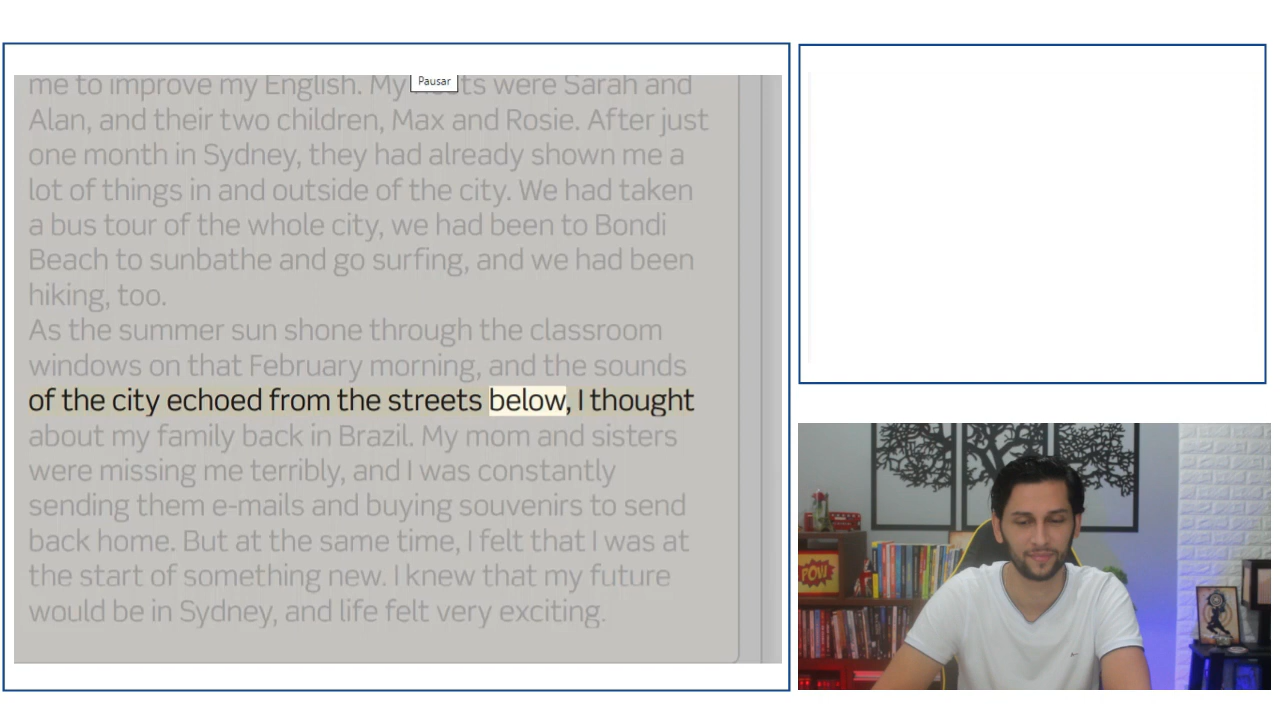 me to improve my English. My
Pausar
ts were Sarah and
Alan, and their two children, Max and Rosie. After just
one month in Sydney, they had already shown me a
lot of things in and outside of the city. We had taken
a bus tour of the whole city, we had been to Bondi
Beach to sunbathe and go surfing, and we had been
hiking, too.
As the summer sun shone through the classroom
windows on that February morning, and the sounds
of the city echoed from the streets below, I thought
about my family back in Brazil. My mom and sisters
were missing me terribly, and I was constantly
sending them e-mails and buying souvenirs to send
back home. But at the same time, I felt that I was at
the start of something new. I knew that my future
would be in Sydney, and life felt very exciting.
POW!